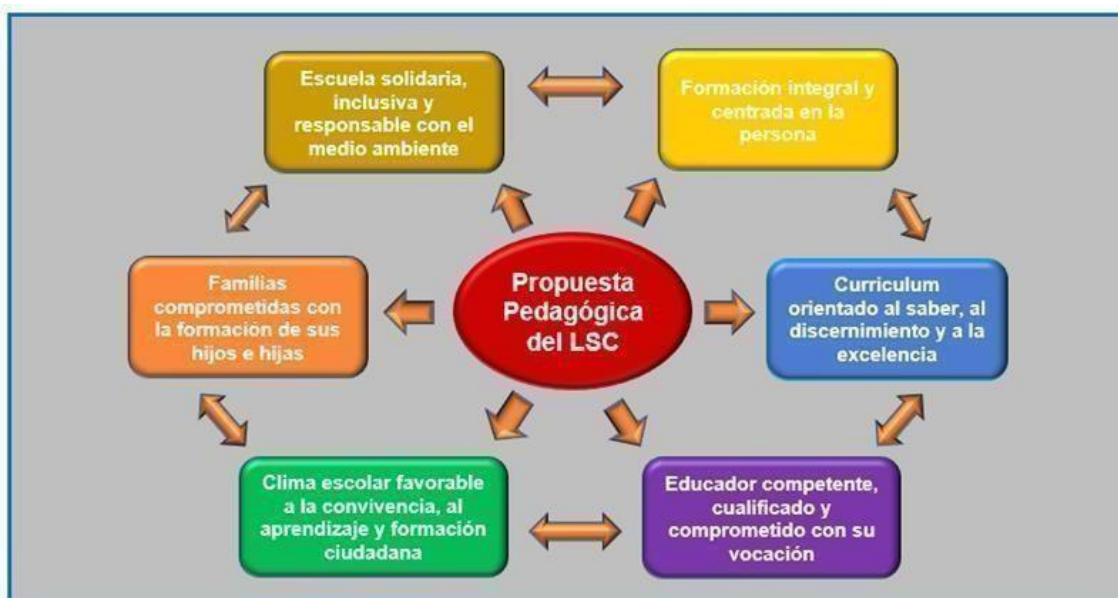 Escuela solidaria,
inclusiva y
responsable con el
medio ambiente
Formación integral y
centrada en la
persona
Familias
comprometidas con
la formación de sus
hijos e hijas
Propuesta
Pedagógica
del LSC
Curriculum
orientado al saber, al
discernimiento y a la
excelencia
Clima escolar favorable
a la convivencia, al
aprendizaje y formación
ciudadana
Educador competente,
cualificado y
comprometido con su
vocación